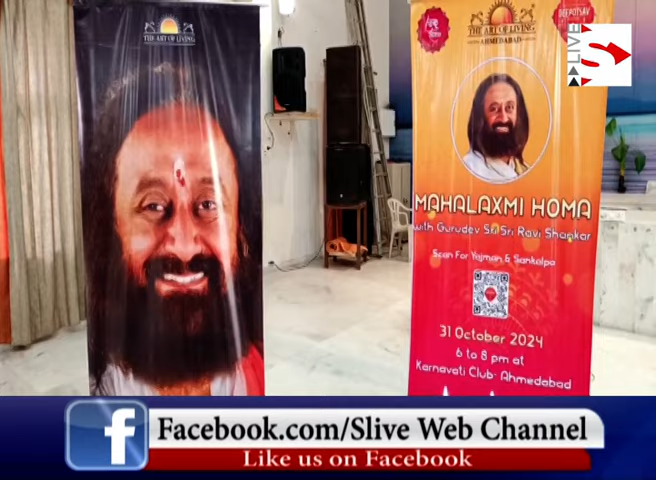 THE ART OF LIVING
THE ART OF LIVING
AHMEDABAD
DEEPOTSAV
LIVE
MAHALAXMI HOMA
with Gurudev Sri Sri Ravi Shankar
Scan For Yajman & Sankalpa
31 October 2024
6 to 8 pm at
Karnavati Club- Ahmedabad
Facebook.com/Slive Web Channel
Like us on Facebook